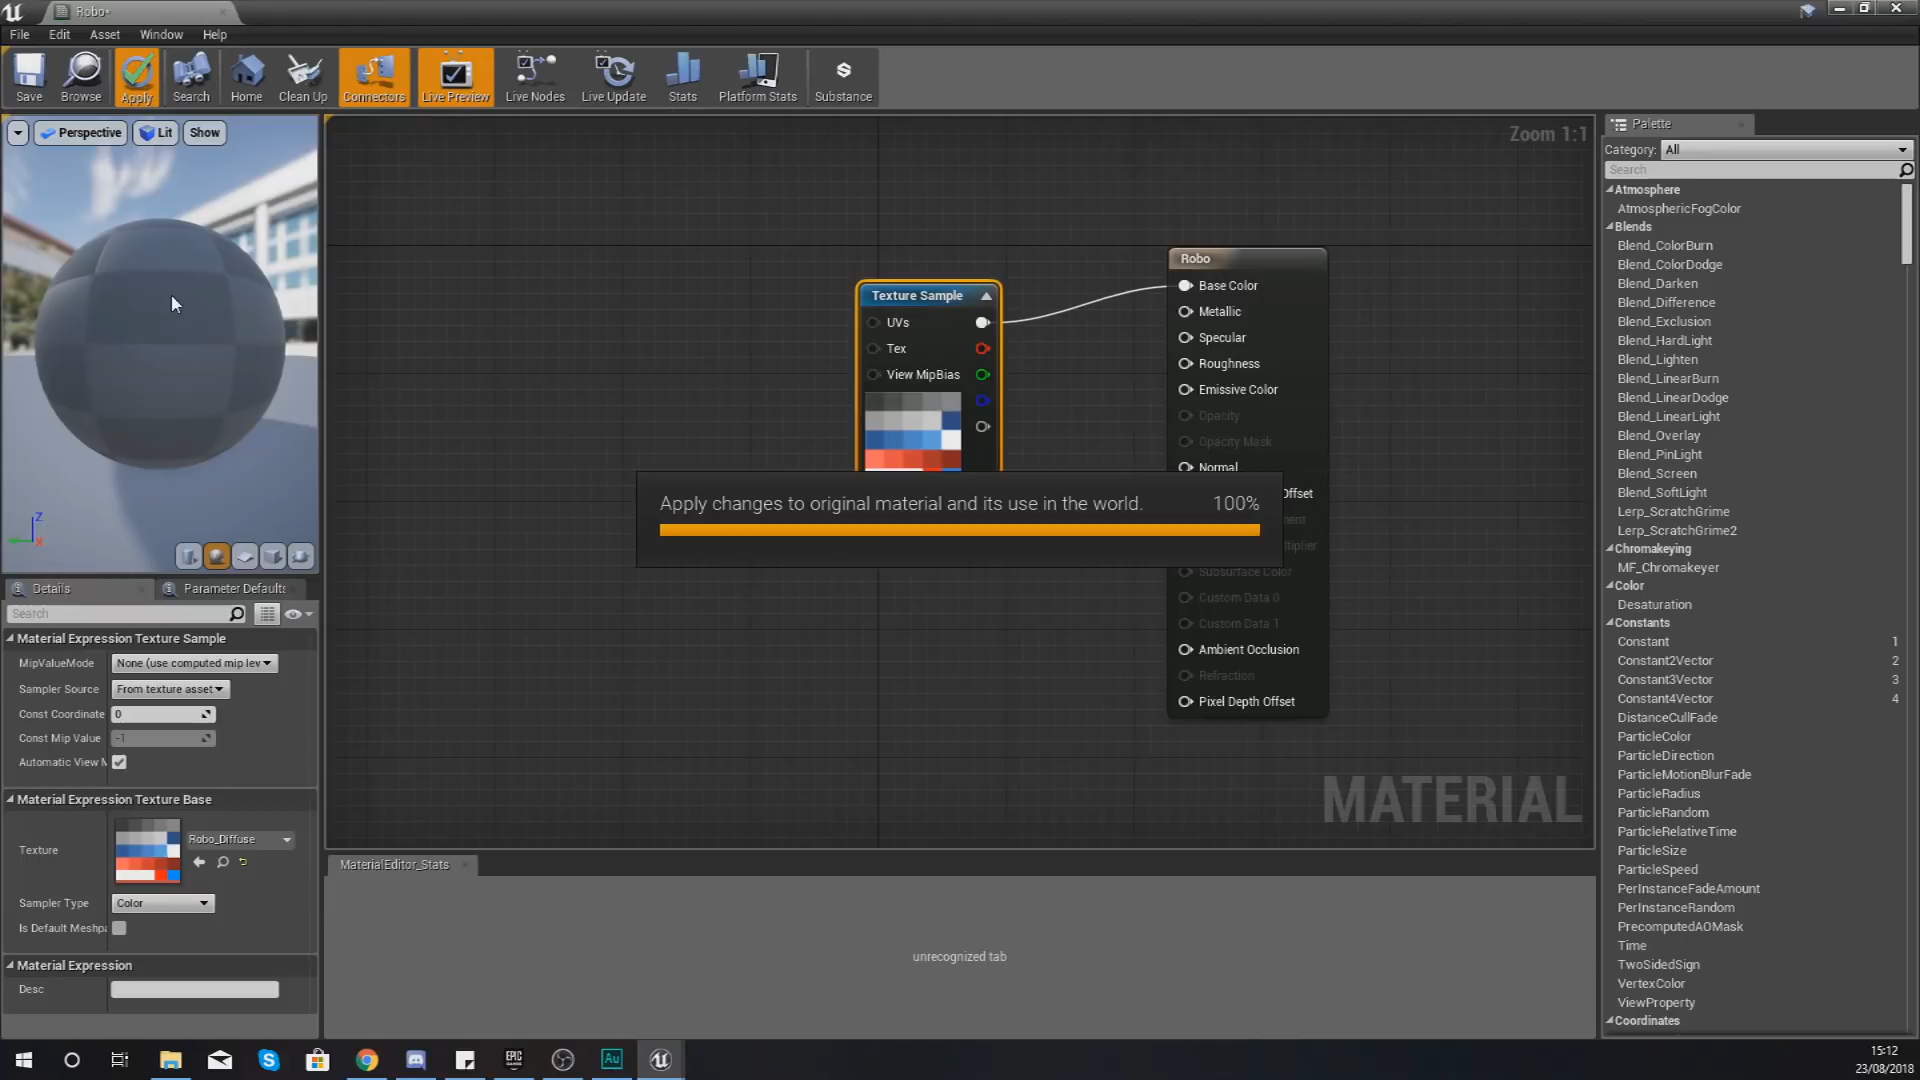 Robo*
File Edit Asset Window Help
Save Browse Apply Search Home Clean Up Connectors Live Preview Live Nodes Live Update Stats Platform Stats Substance
Perspective Lit Show
Zoom 1:1
Z
X
Texture Sample
UVs
Tex
View MipBias
Robo
Base Color
Metallic
Specular
Roughness
Emissive Color
Opacity
Opacity Mask
Normal
Offset
Subsurface Color
Custom Data 0
Custom Data 1
Ambient Occlusion
Refraction
Pixel Depth Offset
Apply changes to original material and its use in the world. 100%
MATERIAL
MaterialEditor_Stats
unrecognized tab
Details Parameter Defaults
Search
Material Expression Texture Sample
MipValueMode None (use computed mip lev
Sampler Source From texture asset
Const Coordinate 0
Const Mip Value -1
Automatic View M
Material Expression Texture Base
Texture Robo_Diffuse
Sampler Type Color
Is Default Meshpa
Material Expression
Desc
Palette
Category: All
Search
Atmosphere
AtmosphericFogColor
Blends
Blend_ColorBurn
Blend_ColorDodge
Blend_Darken
Blend_Difference
Blend_Exclusion
Blend_HardLight
Blend_Lighten
Blend_LinearBurn
Blend_LinearDodge
Blend_LinearLight
Blend_Overlay
Blend_PinLight
Blend_Screen
Blend_SoftLight
Lerp_ScratchGrime
Lerp_ScratchGrime2
Chromakeying
MF_Chromakeyer
Color
Desaturation
Constants
Constant 1
Constant2Vector 2
Constant3Vector 3
Constant4Vector 4
DistanceCullFade
ParticleColor
ParticleDirection
ParticleMotionBlurFade
ParticleRadius
ParticleRandom
ParticleRelativeTime
ParticleSize
ParticleSpeed
PerInstanceFadeAmount
PerInstanceRandom
PrecomputedAOMask
Time
TwoSidedSign
VertexColor
ViewProperty
Coordinates
EPIC
GAMES
Au
15:12
23/08/2018